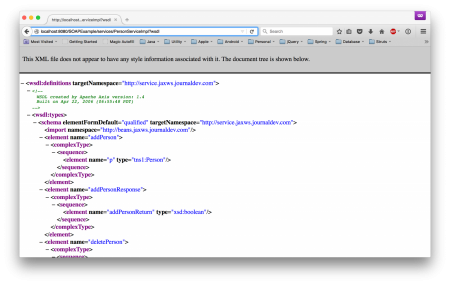 http://localhost...erviceImpl?wsdl
localhost:8080/SOAPExample/services/PersonServiceImpl?wsdl
Search
Most Visited
Getting Started
Magic Autofill
Java
Utility
Apple
Android
Personal
jQuery
Spring
Database
Struts
This XML file does not appear to have any style information associated with it. The document tree is shown below.
− <wsdl:definitions targetNamespace="http://service.jaxws.journaldev.com">
− <!--
WSDL created by Apache Axis version: 1.4
Built on Apr 22, 2006 (06:55:48 PDT)
-->
− <wsdl:types>
− <schema elementFormDefault="qualified" targetNamespace="http://service.jaxws.journaldev.com">
<import namespace="http://beans.jaxws.journaldev.com"/>
− <element name="addPerson">
− <complexType>
− <sequence>
<element name="p" type="tns1:Person"/>
</sequence>
</complexType>
</element>
− <element name="addPersonResponse">
− <complexType>
− <sequence>
<element name="addPersonReturn" type="xsd:boolean"/>
</sequence>
</complexType>
</element>
− <element name="deletePerson">
− <complexType>
− <sequence>